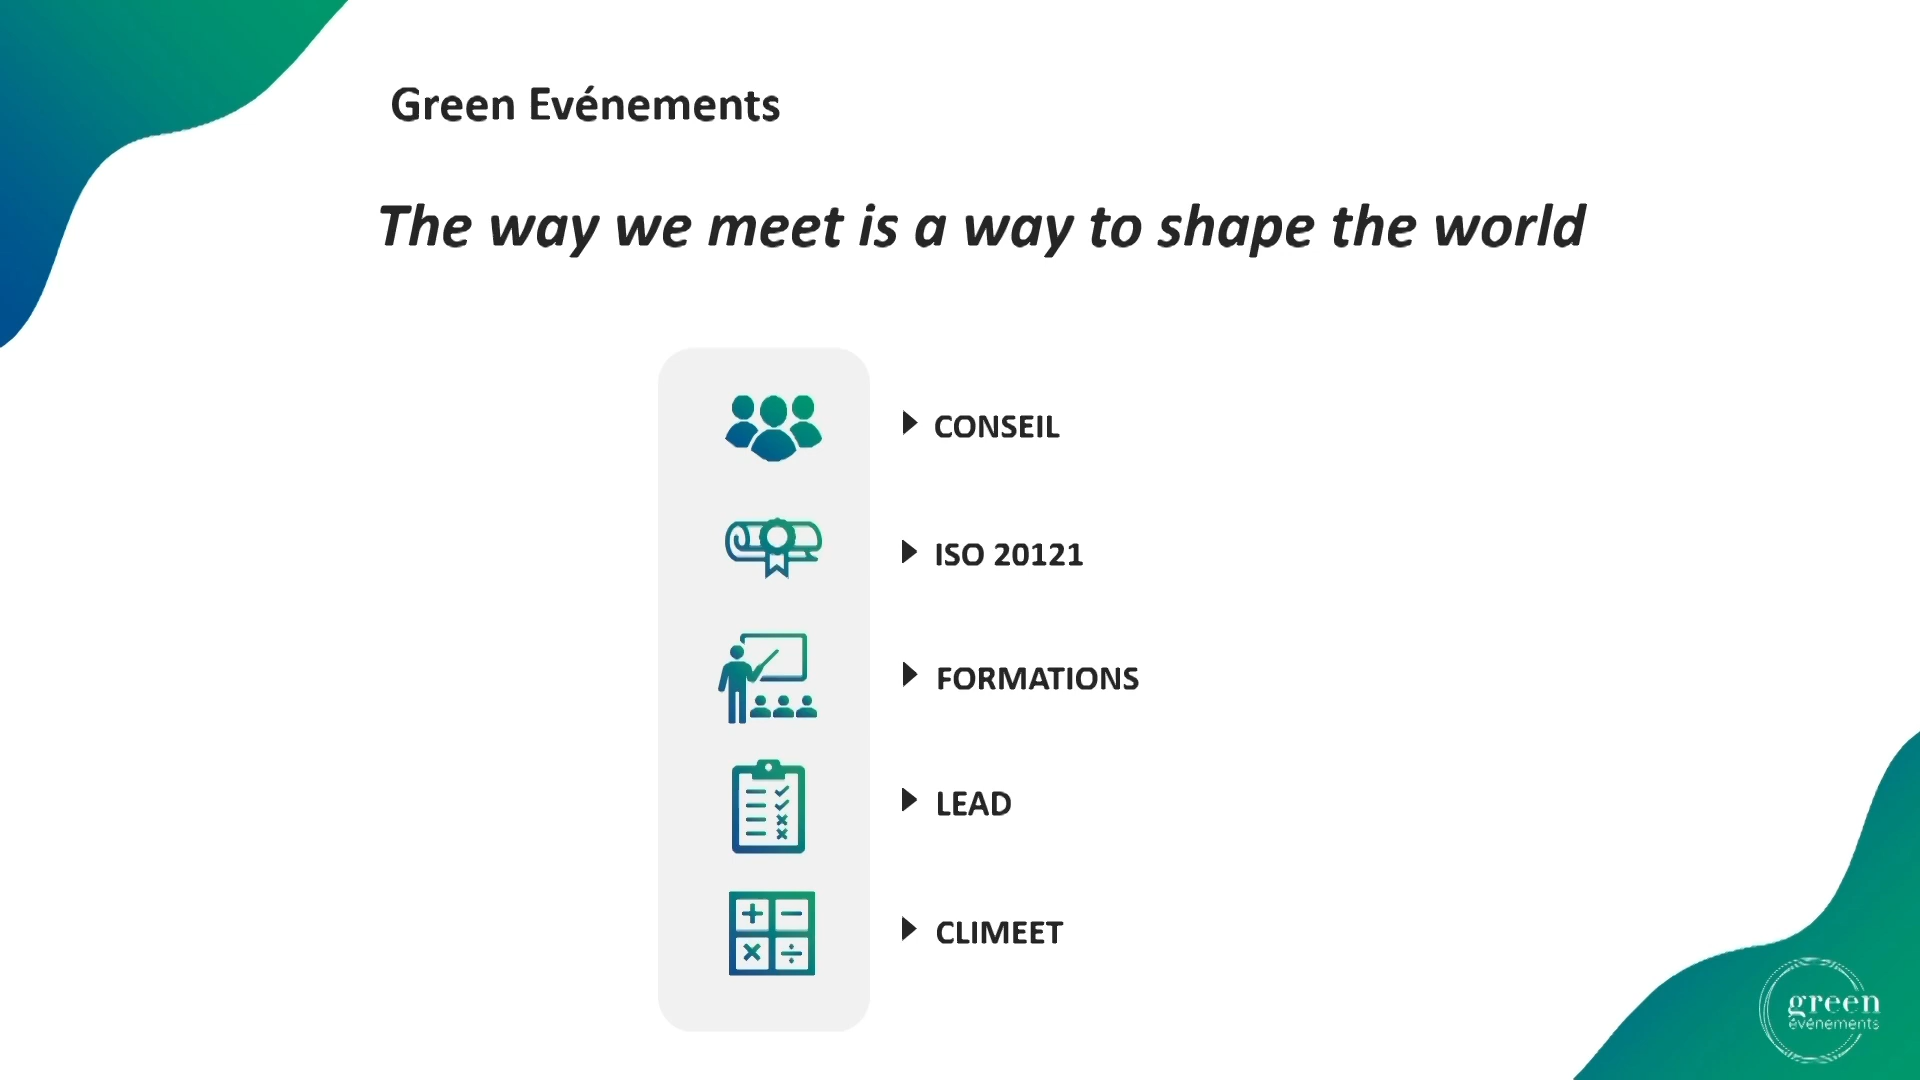 Green Evénements
The way we meet is a way to shape the world
CONSEIL
ISO 20121
FORMATIONS
LEAD
CLIMEET
green
événements